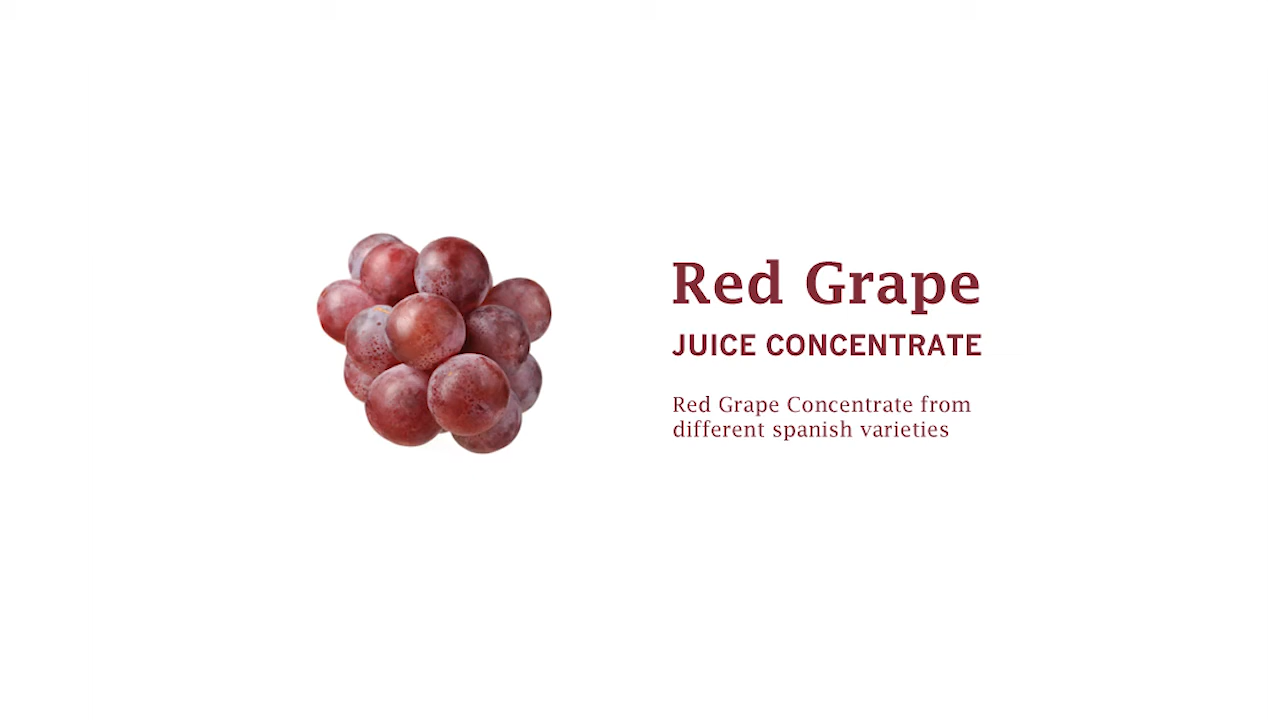 Red Grape
JUICE CONCENTRATE
Red Grape Concentrate from
different spanish varieties